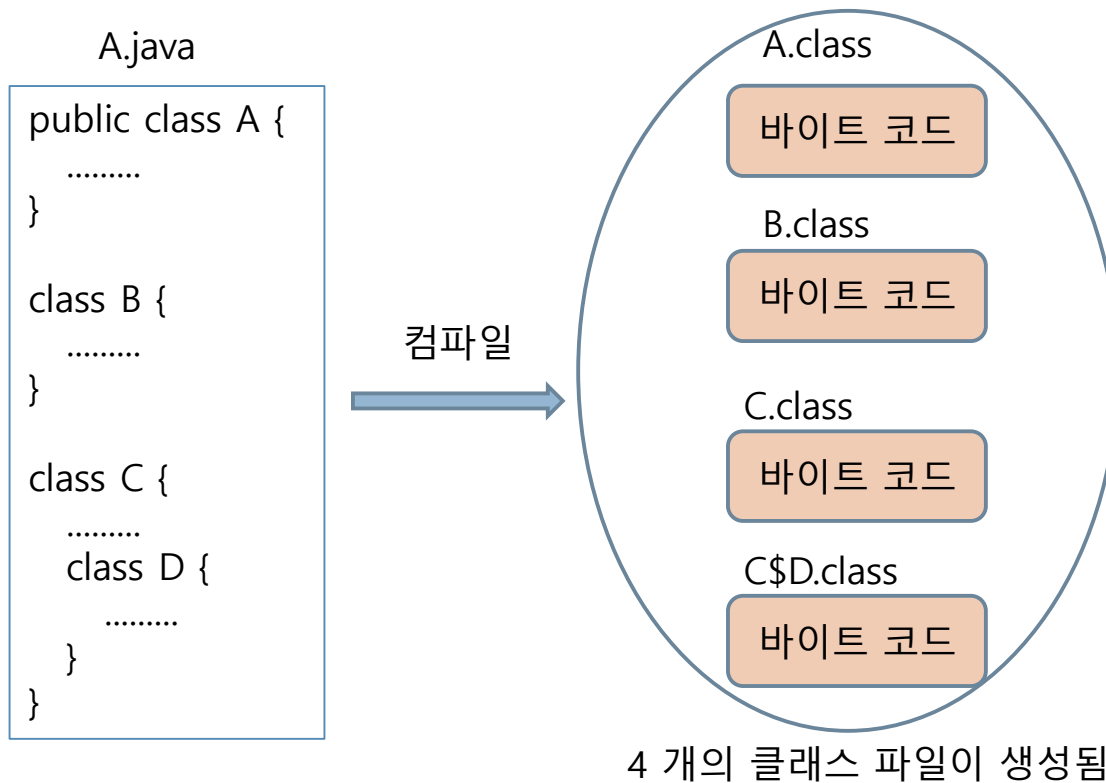 A.java
public class A {
.........
}
class B {
.........
}
class C {
.........
class D {
.........
}
}
컴파일
A.class
바이트 코드
B.class
바이트 코드
C.class
바이트 코드
C$D.class
바이트 코드
4 개의 클래스 파일이 생성됨